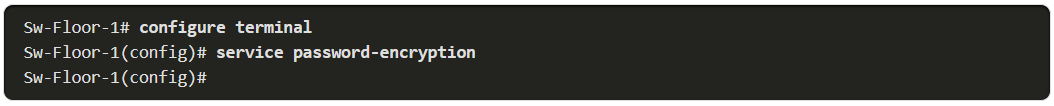 Sw-Floor-1# configure terminal
Sw-Floor-1(config)# service password-encryption
Sw-Floor-1(config)#